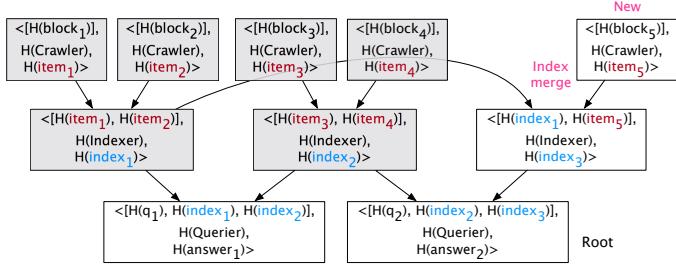 New
<[H(block1)], <[H(block2)], <[H(block3)], <[H(block4)], <[H(block5)],
H(Crawler), H(Crawler), H(Crawler), H(Crawler), H(Crawler),
H(item1)> H(item2)> H(item3)> H(item4)> H(item5)>
Index
merge
<[H(item1), H(item2)], <[H(item3), H(item4)], <[H(index1), H(item5)],
H(Indexer), H(Indexer), H(Indexer),
H(index1)> H(index2)> H(index3)>
<[H(q1), H(index1), H(index2)], <[H(q2), H(index2), H(index3)],
H(Querier), H(Querier),
H(answer1)> H(answer2)>
Root